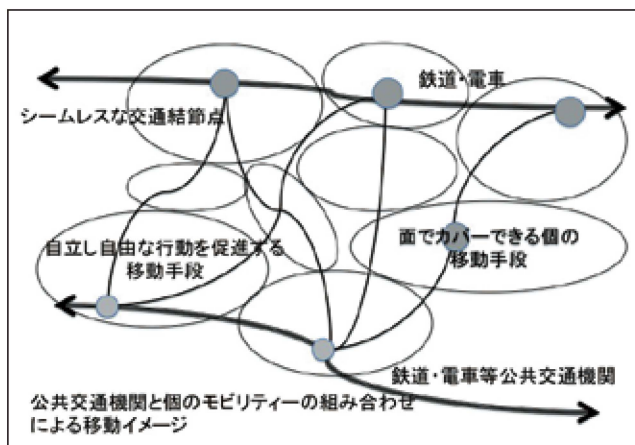 鉄道・電車
シームレスな交通結節点
自立し自由な行動を促進する
移動手段
面でカバーできる個の
移動手段
鉄道・電車等公共交通機関
公共交通機関と個のモビリティーの組み合わせ
による移動イメージ